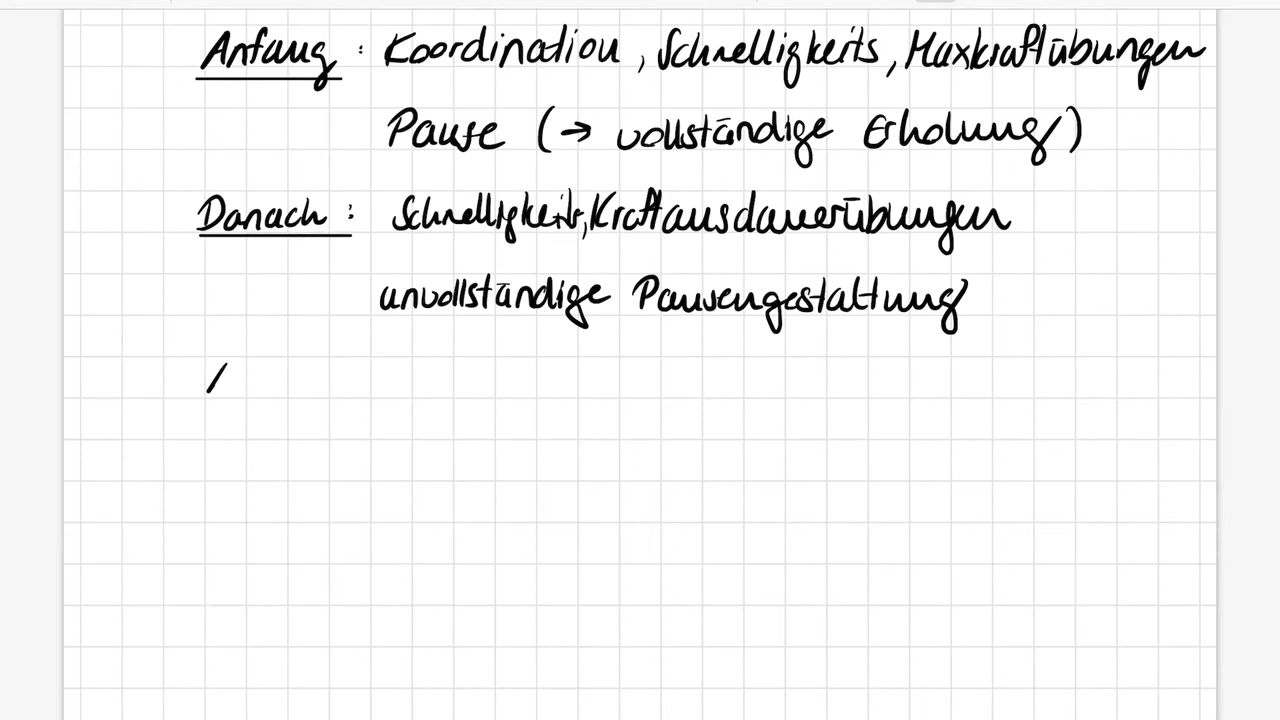 Anfang : Koordination, Schnelligkeits, Maxkraftübungen
Pause (→ vollständige Erholung)
Danach : Schnelligkeits, Kraftausdauerübungen
unvollständige Pausengestaltung